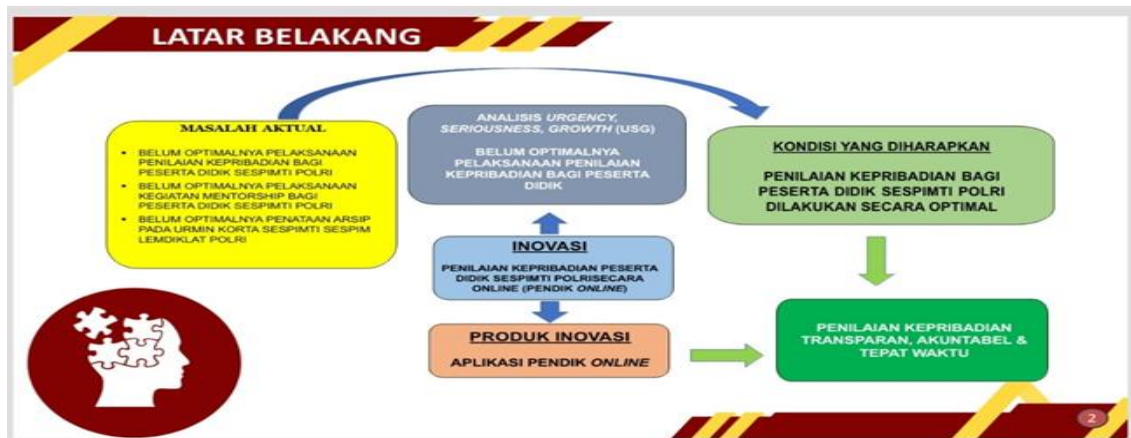 LATAR BELAKANG
MASALAH AKTUAL
• BELUM OPTIMALNYA PELAKSANAAN
PENILAIAN KEPRIBADIAN BAGI
PESERTA DIDIK SESPIMTI POLRI
• BELUM OPTIMALNYA PELAKSANAAN
KEGIATAN MENTORSHIP BAGI
PESERTA DIDIK SESPIMTI POLRI
• BELUM OPTIMALNYA PENATAAN ARSIP
PADA URMIN KORTA SESPIMTI SESPIM
LEMDIKLAT POLRI
ANALISIS URGENCY,
SERIOUSNESS, GROWTH (USG)
BELUM OPTIMALNYA
PELAKSANAAN PENILAIAN
KEPRIBADIAN BAGI PESERTA
DIDIK
INOVASI
PENILAIAN KEPRIBADIAN PESERTA
DIDIK SESPIMTI POLRISECARA
ONLINE (PENDIK ONLINE)
PRODUK INOVASI
APLIKASI PENDIK ONLINE
KONDISI YANG DIHARAPKAN
PENILAIAN KEPRIBADIAN BAGI
PESERTA DIDIK SESPIMTI POLRI
DILAKUKAN SECARA OPTIMAL
PENILAIAN KEPRIBADIAN
TRANSPARAN, AKUNTABEL &
TEPAT WAKTU
2